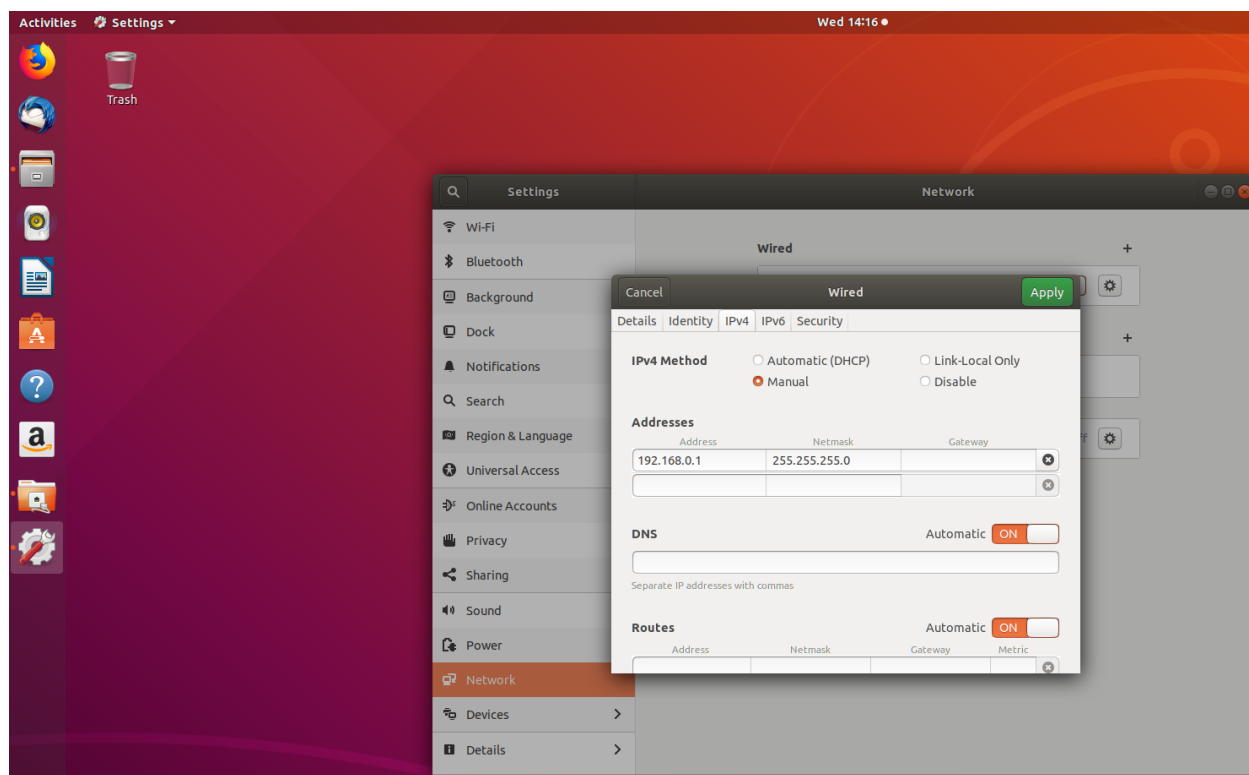 Activities Settings Wed 14:16
Trash
Settings Network
Wi-Fi
Bluetooth
Background
Dock
Notifications
Search
Region & Language
Universal Access
Online Accounts
Privacy
Sharing
Sound
Power
Network
Devices
Details
Wired
Cancel Wired Apply
Details Identity IPv4 IPv6 Security
IPv4 Method Automatic (DHCP) Link-Local Only
Manual Disable
Addresses
Address Netmask Gateway
192.168.0.1 255.255.255.0
DNS Automatic ON
Separate IP addresses with commas
Routes Automatic ON
Address Netmask Gateway Metric